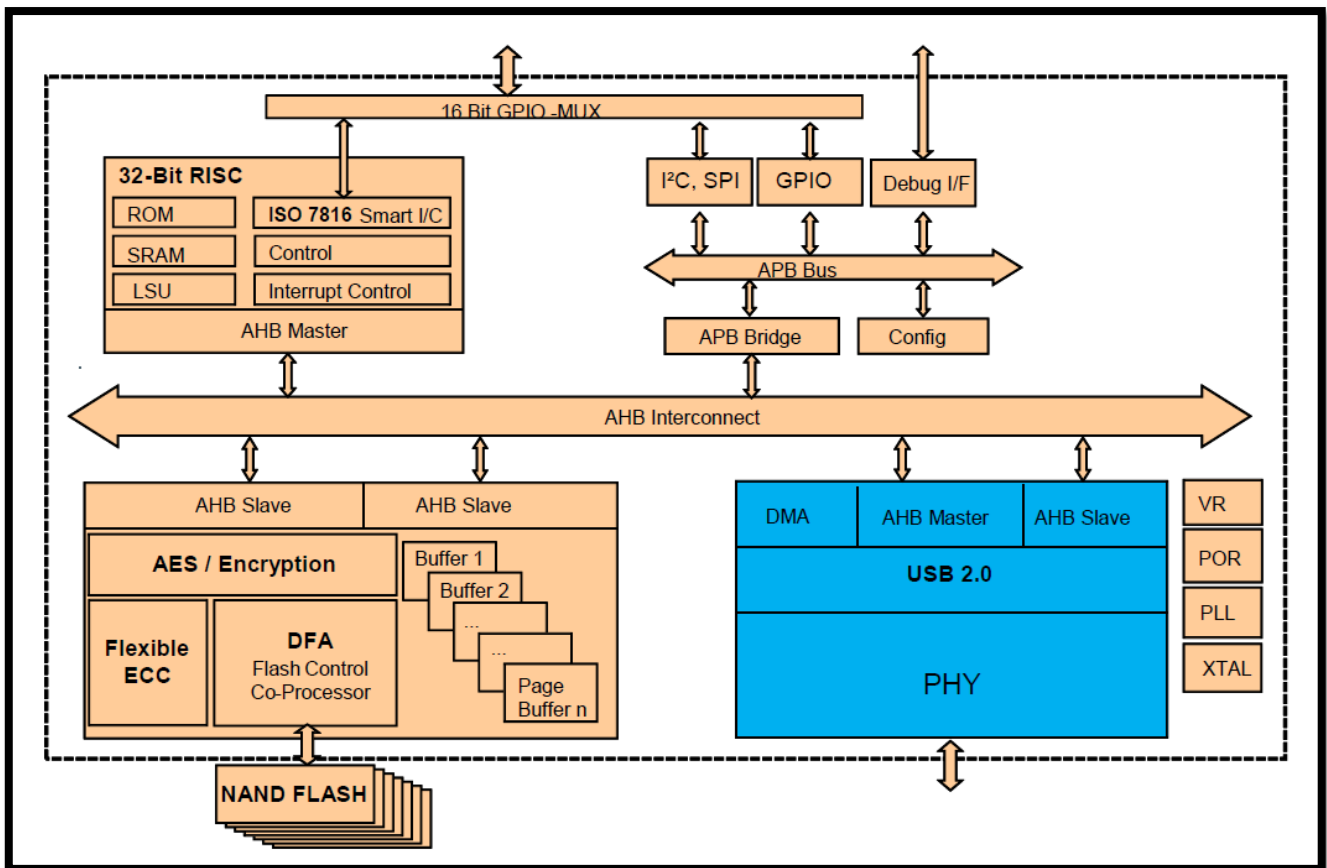 16 Bit GPIO -MUX
32-Bit RISC
ROM
ISO 7816 Smart I/C
SRAM
Control
LSU
Interrupt Control
AHB Master
I²C, SPI
GPIO
Debug I/F
APB Bus
APB Bridge
Config
AHB Interconnect
AHB Slave
AHB Slave
AES / Encryption
Buffer 1
Buffer 2
...
...
Page
Buffer n
Flexible
ECC
DFA
Flash Control
Co-Processor
NAND FLASH
DMA
AHB Master
AHB Slave
USB 2.0
PHY
VR
POR
PLL
XTAL